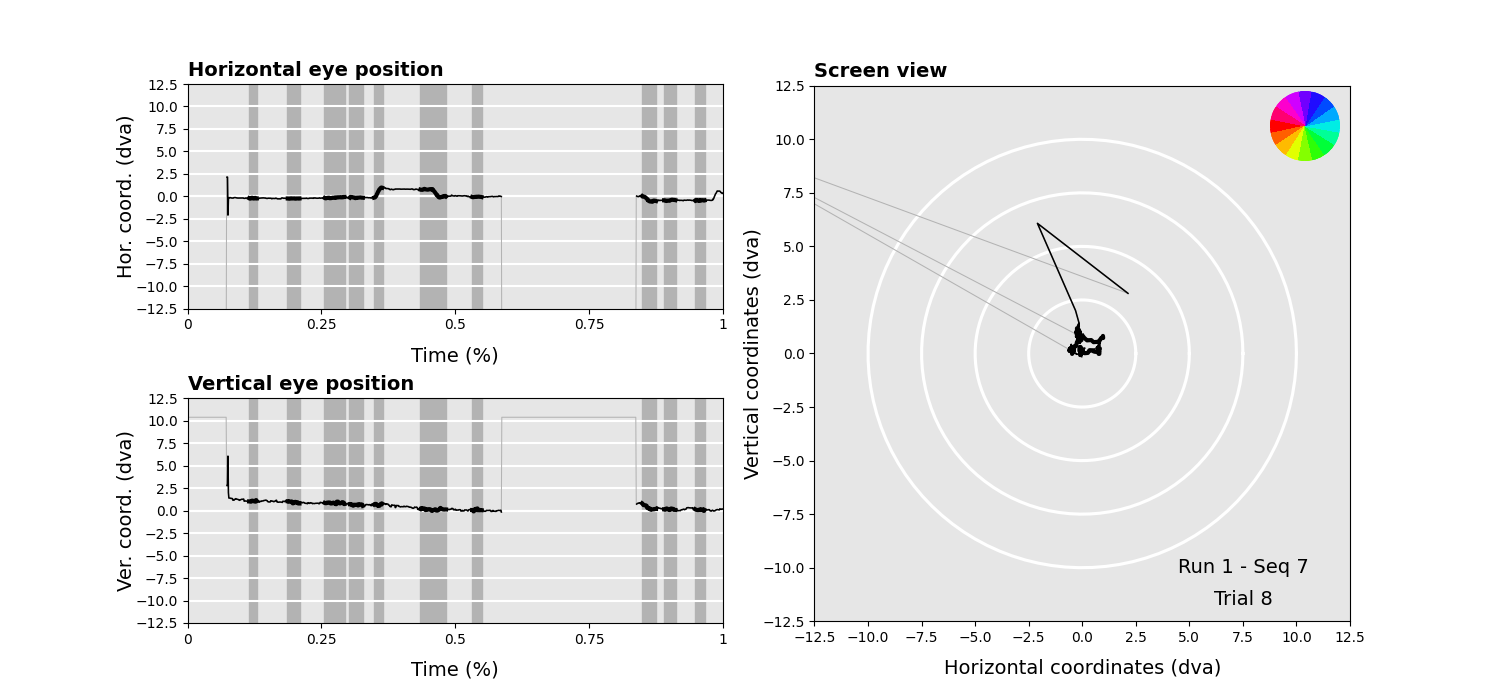 Horizontal eye position
Hor. coord. (dva)
12.5
10.0
7.5
5.0
2.5
0.0
−2.5
−5.0
−7.5
−10.0
−12.5
0 0.25 0.5 0.75 1
Time (%)
Vertical eye position
Ver. coord. (dva)
12.5
10.0
7.5
5.0
2.5
0.0
−2.5
−5.0
−7.5
−10.0
−12.5
0 0.25 0.5 0.75 1
Time (%)
Screen view
Vertical coordinates (dva)
12.5
10.0
7.5
5.0
2.5
0.0
−2.5
−5.0
−7.5
−10.0
−12.5
Run 1 - Seq 7
Trial 8
−12.5 −10.0 −7.5 −5.0 −2.5 0.0 2.5 5.0 7.5 10.0 12.5
Horizontal coordinates (dva)